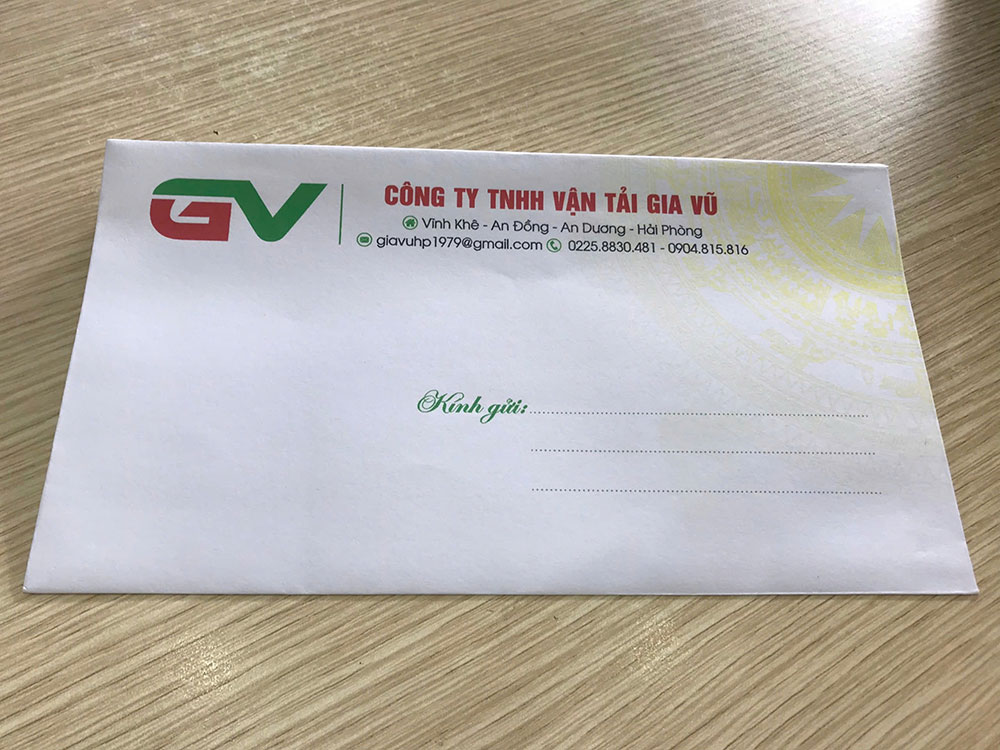 GV
CÔNG TY TNHH VẬN TẢI GIA VŨ
Vĩnh Khê - An Đồng - An Dương - Hải Phòng
giavuhp1979@gmail.com 0225.8830.481 - 0904.815.816
Kính gửi: